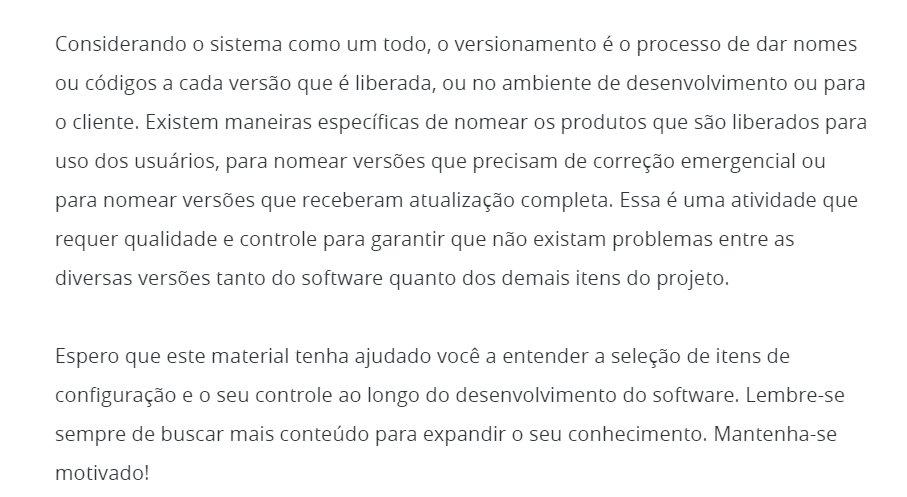 Considerando o sistema como um todo, o versionamento é o processo de dar nomes
ou códigos a cada versão que é liberada, ou no ambiente de desenvolvimento ou para
o cliente. Existem maneiras específicas de nomear os produtos que são liberados para
uso dos usuários, para nomear versões que precisam de correção emergencial ou
para nomear versões que receberam atualização completa. Essa é uma atividade que
requer qualidade e controle para garantir que não existam problemas entre as
diversas versões tanto do software quanto dos demais itens do projeto.
Espero que este material tenha ajudado você a entender a seleção de itens de
configuração e o seu controle ao longo do desenvolvimento do software. Lembre-se
sempre de buscar mais conteúdo para expandir o seu conhecimento. Mantenha-se
motivado!